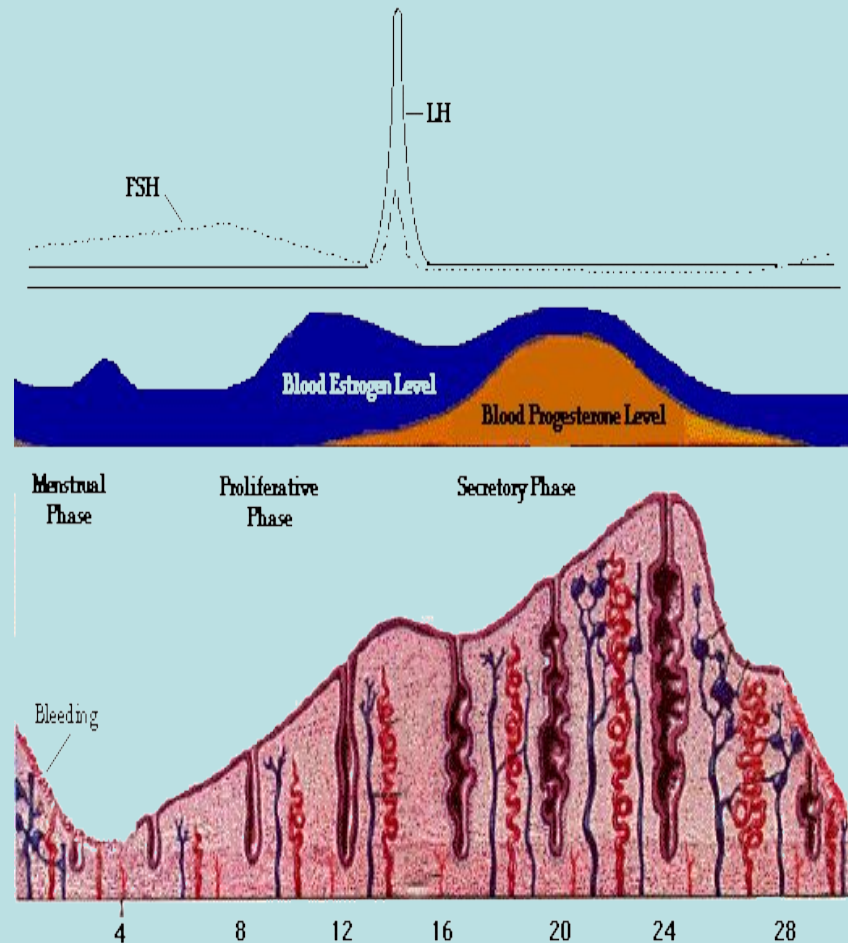 LH
FSH
Blood Estrogen Level
Blood Progesterone Level
Menstrual
Phase
Proliferative
Phase
Secretory Phase
Bleeding
4 8 12 16 20 24 28